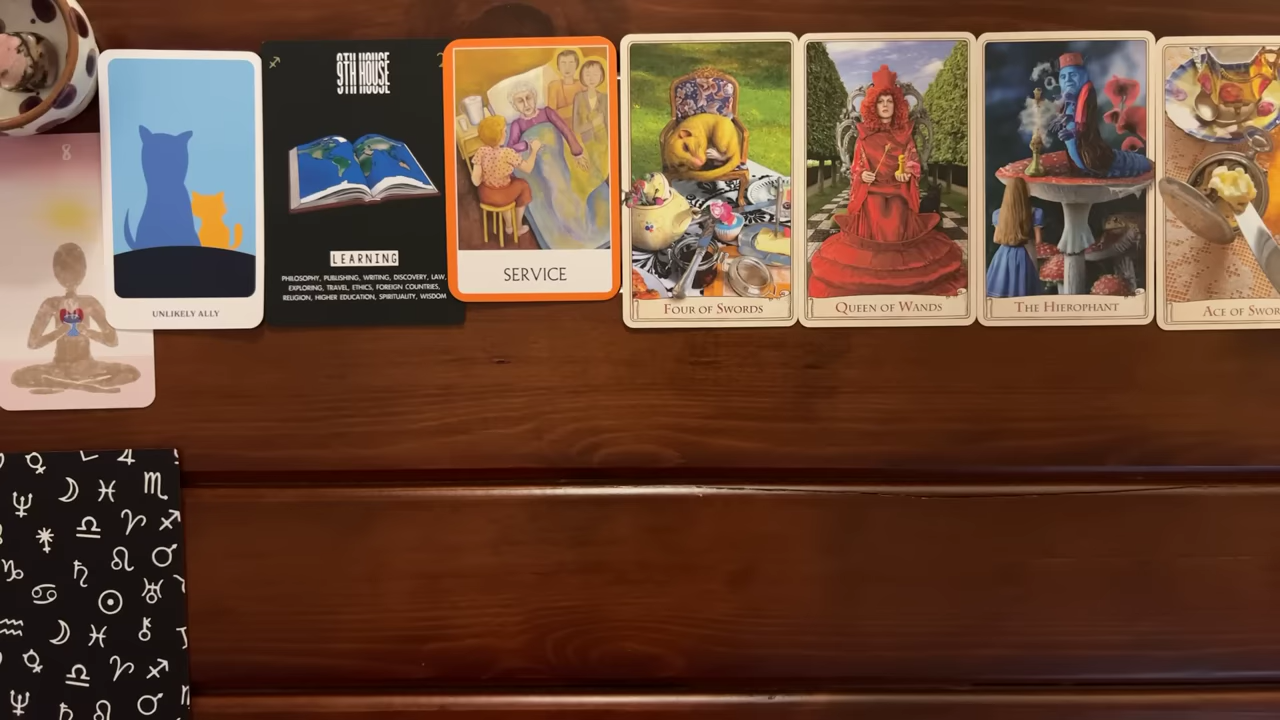 8
UNLIKELY ALLY
9TH HOUSE
LEARNING
PHILOSOPHY, PUBLISHING, WRITING, DISCOVERY, LAW,
EXPLORING, TRAVEL, ETHICS, FOREIGN COUNTRIES,
RELIGION, HIGHER EDUCATION, SPIRITUALITY, WISDOM
SERVICE
FOUR OF SWORDS
QUEEN OF WANDS
THE HIEROPHANT
ACE OF SWOR